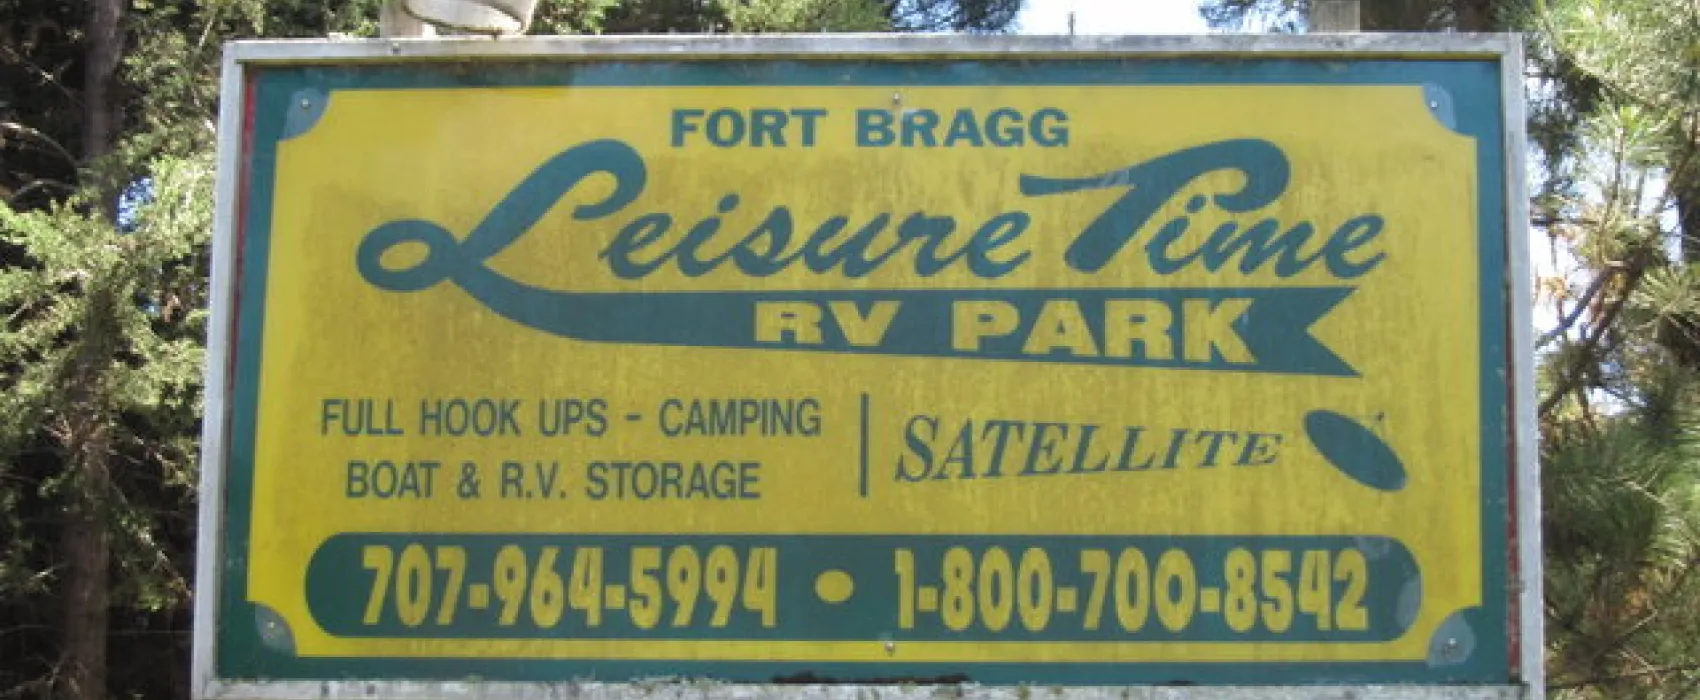 FORT BRAGG
Leisure Time
RV PARK
FULL HOOK UPS - CAMPING
BOAT & R.V. STORAGE
SATELLITE
707-964-5994 • 1-800-700-8542